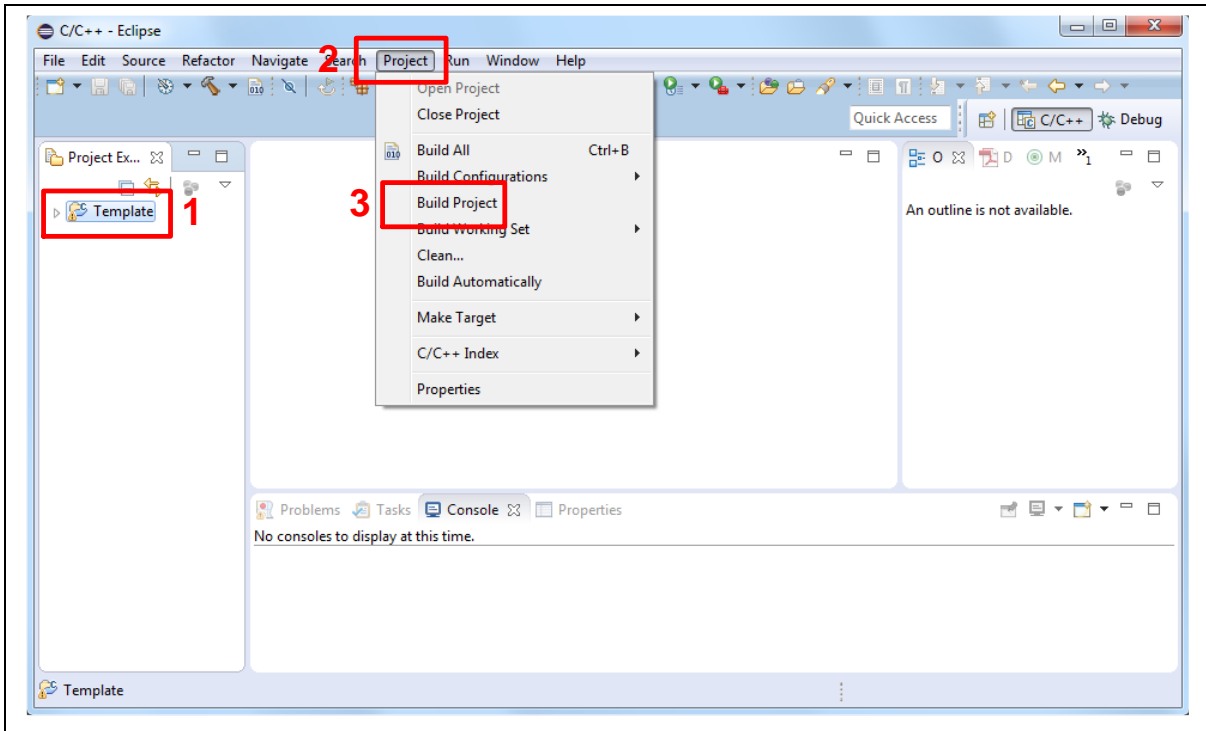 C/C++ - Eclipse
File Edit Source Refactor Navigate Search Project Run Window Help
2
Open Project
Close Project
Quick Access
C/C++
Debug
Project Ex...
Build All Ctrl+B
O D M »1
Build Configurations
Template
1
3
Build Project
An outline is not available.
Build Working Set
Clean...
Build Automatically
Make Target
C/C++ Index
Properties
Problems Tasks Console Properties
No consoles to display at this time.
Template